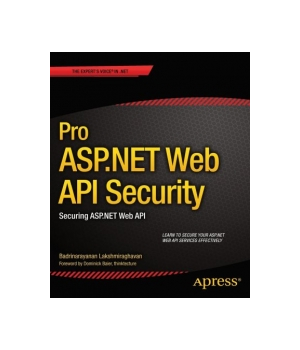 THE EXPERT'S VOICE® IN .NET
Pro
ASP.NET Web
API Security
Securing ASP.NET Web API
LEARN TO SECURE YOUR ASP.NET
WEB API SERVICES EFFECTIVELY
Badrinarayanan Lakshmiraghavan
Foreword by Dominick Baier, thinktecture
Apress®